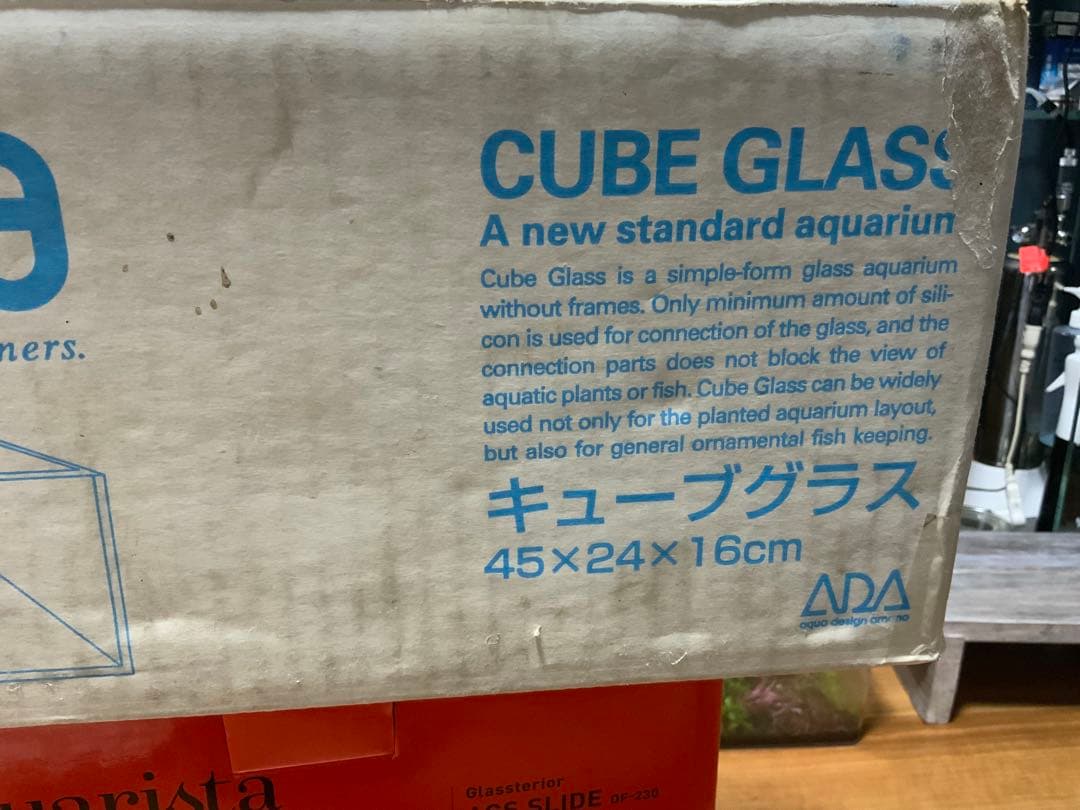 CUBE GLASS
A new standard aquarium
Cube Glass is a simple-form glass aquarium
without frames. Only minimum amount of sili-
con is used for connection of the glass, and the
connection parts does not block the view of
aquatic plants or fish. Cube Glass can be widely
used not only for the planted aquarium layout,
but also for general ornamental fish keeping.
キューブグラス
45×24×16cm
ADA
aqua design amano
ners.
Glassterior
SLIDE DF-230